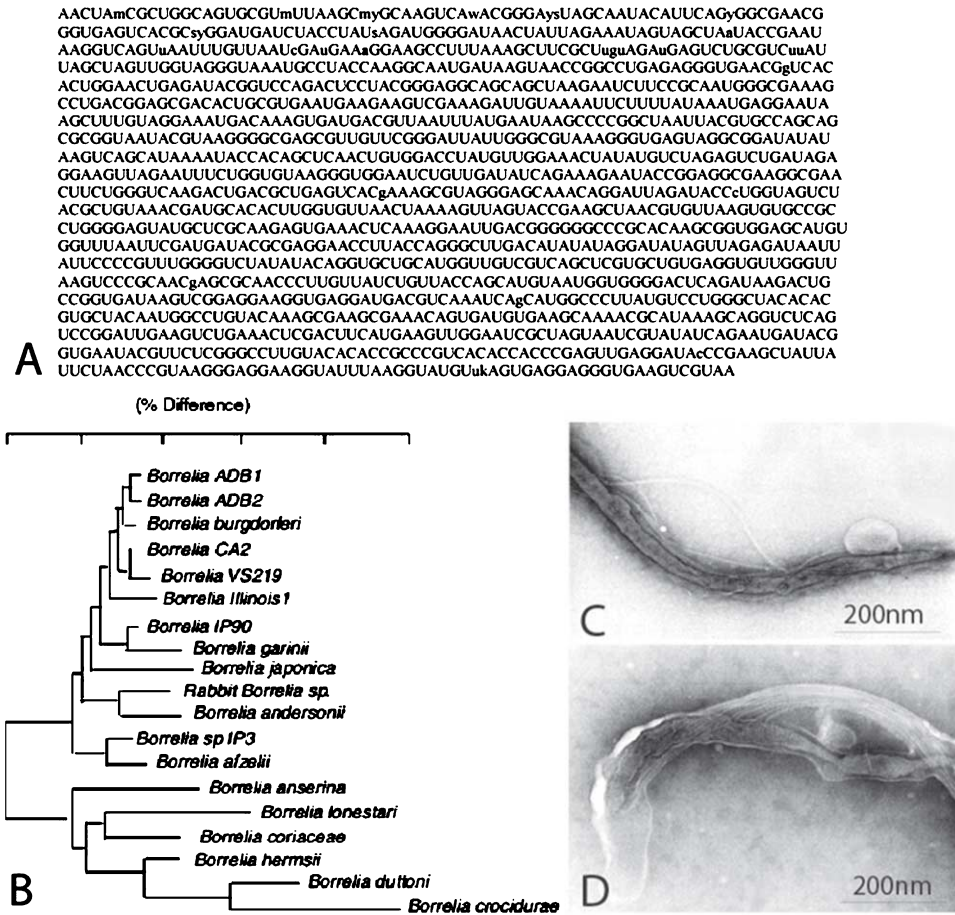 AACUAmCGCUGGCAGUGCGUmUUAAGCmyGCAAGUCAwACGGGAysUAGCAAUACAUUCAGyGGCGAACG
GGUGAGUCACGCsyGGAUGAUCUACCUAUsAGAUGGGGAUAACUAUUAGAAAUAGUAGCUAaUACCGAAU
AAGGUCAGUuAAUUUGUUAAUcGAuGAAaGGAAGCCUUUAAAGCUUCGCUuguAGAuGAGUCUGCGUCuuAU
UAGCUAGUUGGUAGGGUAAAUGCCUACCAAGGCAAUGAUAAGUAACCGGCCUGAGAGGGUGAACGgUCAC
ACUGGAACUGAGAUACGGUCCAGACUCCUACGGGAGGCAGCAGCUAAGAAUCUUCCGCAAUGGGCGAAAG
CCUGACGGAGCGACACUGCGUGAAUGAAGAAGUCGAAAGAUUGUAAAAUUCUUUUAUAAAUGAGGAAUA
AGCUUUGUAGGAAAUGACAAAGUGAUGACGUUAAUUUAUGAAUAAGCCCCGGCUAAUUACGUGCCAGCAG
CGCGGUAAUACGUAAGGGGCGAGCGUUGUUCGGGAUUAUUGGGCGUAAAGGGUGAGUAGGCGGAUAUAU
AAGUCAGCAUAAAAUACCACAGCUCAACUGUGGACCUAUGUUGGAAACUAUAUGUCUAGAGUCUGAUAGA
GGAAGUUAGAAUUUCUGGUGUAAGGGUGGAAUCUGUUGAUAUCAGAAAGAAUACCGGAGGCGAAGGCGAA
CUUCUGGGUCAAGACUGACGCUGAGUCACgAAAGCGUAGGGAGCAAACAGGAUUAGAUACCcUGGUAGUCU
ACGCUGUAAACGAUGCACACUUGGUGUUAACUAAAAGUUAGUACCGAAGCUAACGUGUUAAGUGUGCCGC
CUGGGGAGUAUGCUCGCAAGAGUGAAACUCAAAGGAAUUGACGGGGGCCCGCACAAGCGGUGGAGCAUGU
GGUUUAAUUCGAUGAUACGCGAGGAACCUUACCAGGGCUUGACAUAUAUAGGAUAUAGUUAGAGAUAAUU
AUUCCCCGUUUGGGGUCUAUAUACAGGUGCUGCAUGGUUGUCGUCAGCUCGUGCUGUGAGGUGUUGGGUU
AAGUCCCGCAACgAGCGCAACCCUUGUUAUCUGUUACCAGCAUGUAAUGGUGGGGACUCAGAUAAGACUG
CCGGUGAUAAGUCGGAGGAAGGUGAGGAUGACGUCAAAUCAgCAUGGCCCUUAUGUCCUGGGCUACACAC
GUGCUACAAUGGCCUGUACAAAGCGAAGCGAAACAGUGAUGUGAAGCAAAACGCAUAAAGCAGGUCUCAG
UCCGGAUUGAAGUCUGAAACUCGACUUCAUGAAGUUGGAAUCGCUAGUAAUCGUAUAUCAGAAUGAUACG
GUGAAUACGUUCUCGGGCCUUGUACACACCGCCCGUCACACCACCCGAGUUGAGGAUAcCCGAAGCUAUUA
UUCUAACCCGUAAGGGAGGAAGGUAUUUAAGGUAUGUukAGUGAGGAGGGUGAAGUCGUAA
A
(% Difference)
Borrelia ADB1
Borrelia ADB2
Borrelia burgdorferi
Borrelia CA2
Borrelia VS219
Borrelia Illinois1
Borrelia IP90
Borrelia garinii
Borrelia japonica
Rabbit Borrelia sp.
Borrelia andersonii
Borrelia sp IP3
Borrelia afzelii
Borrelia anserina
Borrelia lonestari
Borrelia coriaceae
Borrelia hermsii
Borrelia duttoni
Borrelia crocidurae
B
C
200nm
D
200nm